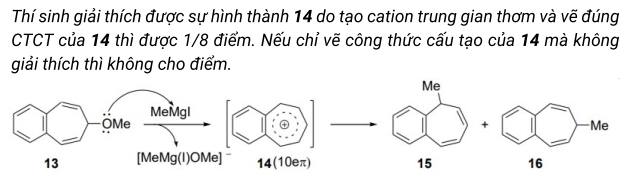 Thí sinh giải thích được sự hình thành 14 do tạo cation trung gian thơm và vẽ đúng
CTCT của 14 thì được 1/8 điểm. Nếu chỉ vẽ công thức cấu tạo của 14 mà không
giải thích thì không cho điểm.
Me
OMe
MeMgI
Me
+
[MeMg(I)OMe]⁻
13
14 (10eπ)
15
16